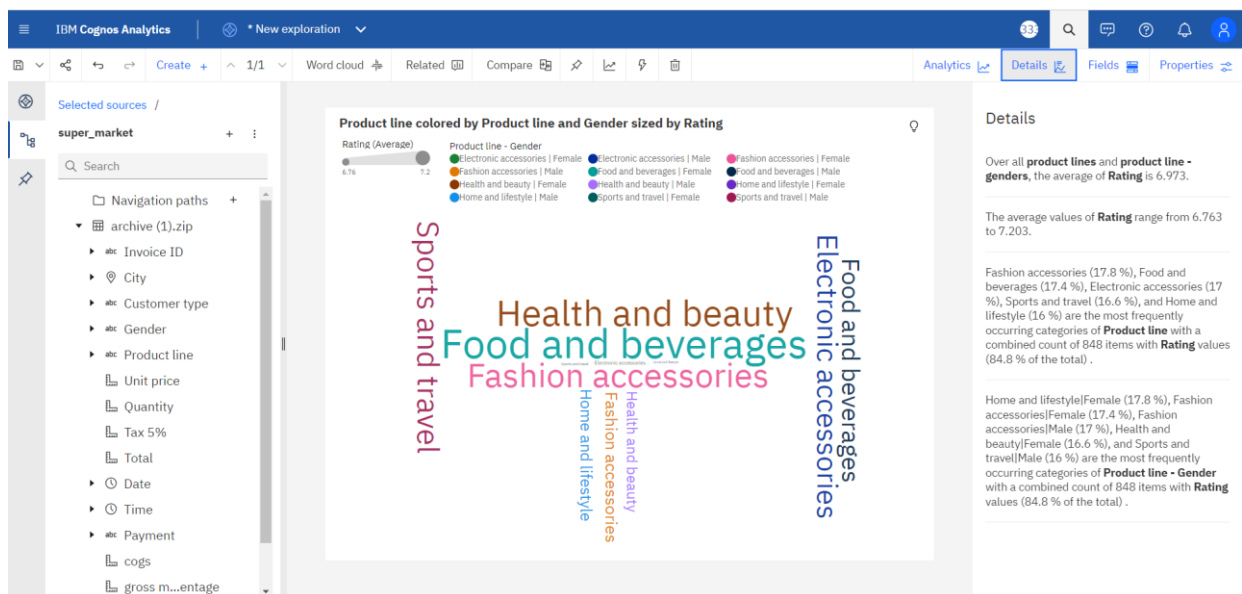 IBM Cognos Analytics
* New exploration
Create +
1/1
Word cloud
Related
Compare
Analytics
Details
Fields
Properties
Selected sources /
super_market
Search
Navigation paths
archive (1).zip
abc Invoice ID
City
abc Customer type
abc Gender
abc Product line
Unit price
Quantity
Tax 5%
Total
Date
Time
abc Payment
cogs
gross m...entage
Product line colored by Product line and Gender sized by Rating
Rating (Average)
6.76 7.2
Product line - Gender
Electronic accessories | Female Electronic accessories | Male Fashion accessories | Female
Fashion accessories | Male Food and beverages | Female Food and beverages | Male
Health and beauty | Female Health and beauty | Male Home and lifestyle | Female
Home and lifestyle | Male Sports and travel | Female Sports and travel | Male
Sports and travel
Health and beauty
Food and beverages
Fashion accessories
Home and lifestyle
Fashion accessories
Health and beauty
Electronic accessories
Food and beverages
Details
Over all product lines and product line -
genders, the average of Rating is 6.973.
The average values of Rating range from 6.763
to 7.203.
Fashion accessories (17.8 %), Food and
beverages (17.4 %), Electronic accessories (17
%), Sports and travel (16.6 %), and Home and
lifestyle (16 %) are the most frequently
occurring categories of Product line with a
combined count of 848 items with Rating values
(84.8 % of the total) .
Home and lifestyle|Female (17.8 %), Fashion
accessories|Female (17.4 %), Fashion
accessories|Male (17 %), Health and
beauty|Female (16.6 %), and Sports and
travel|Male (16 %) are the most frequently
occurring categories of Product line - Gender
with a combined count of 848 items with Rating
values (84.8 % of the total) .